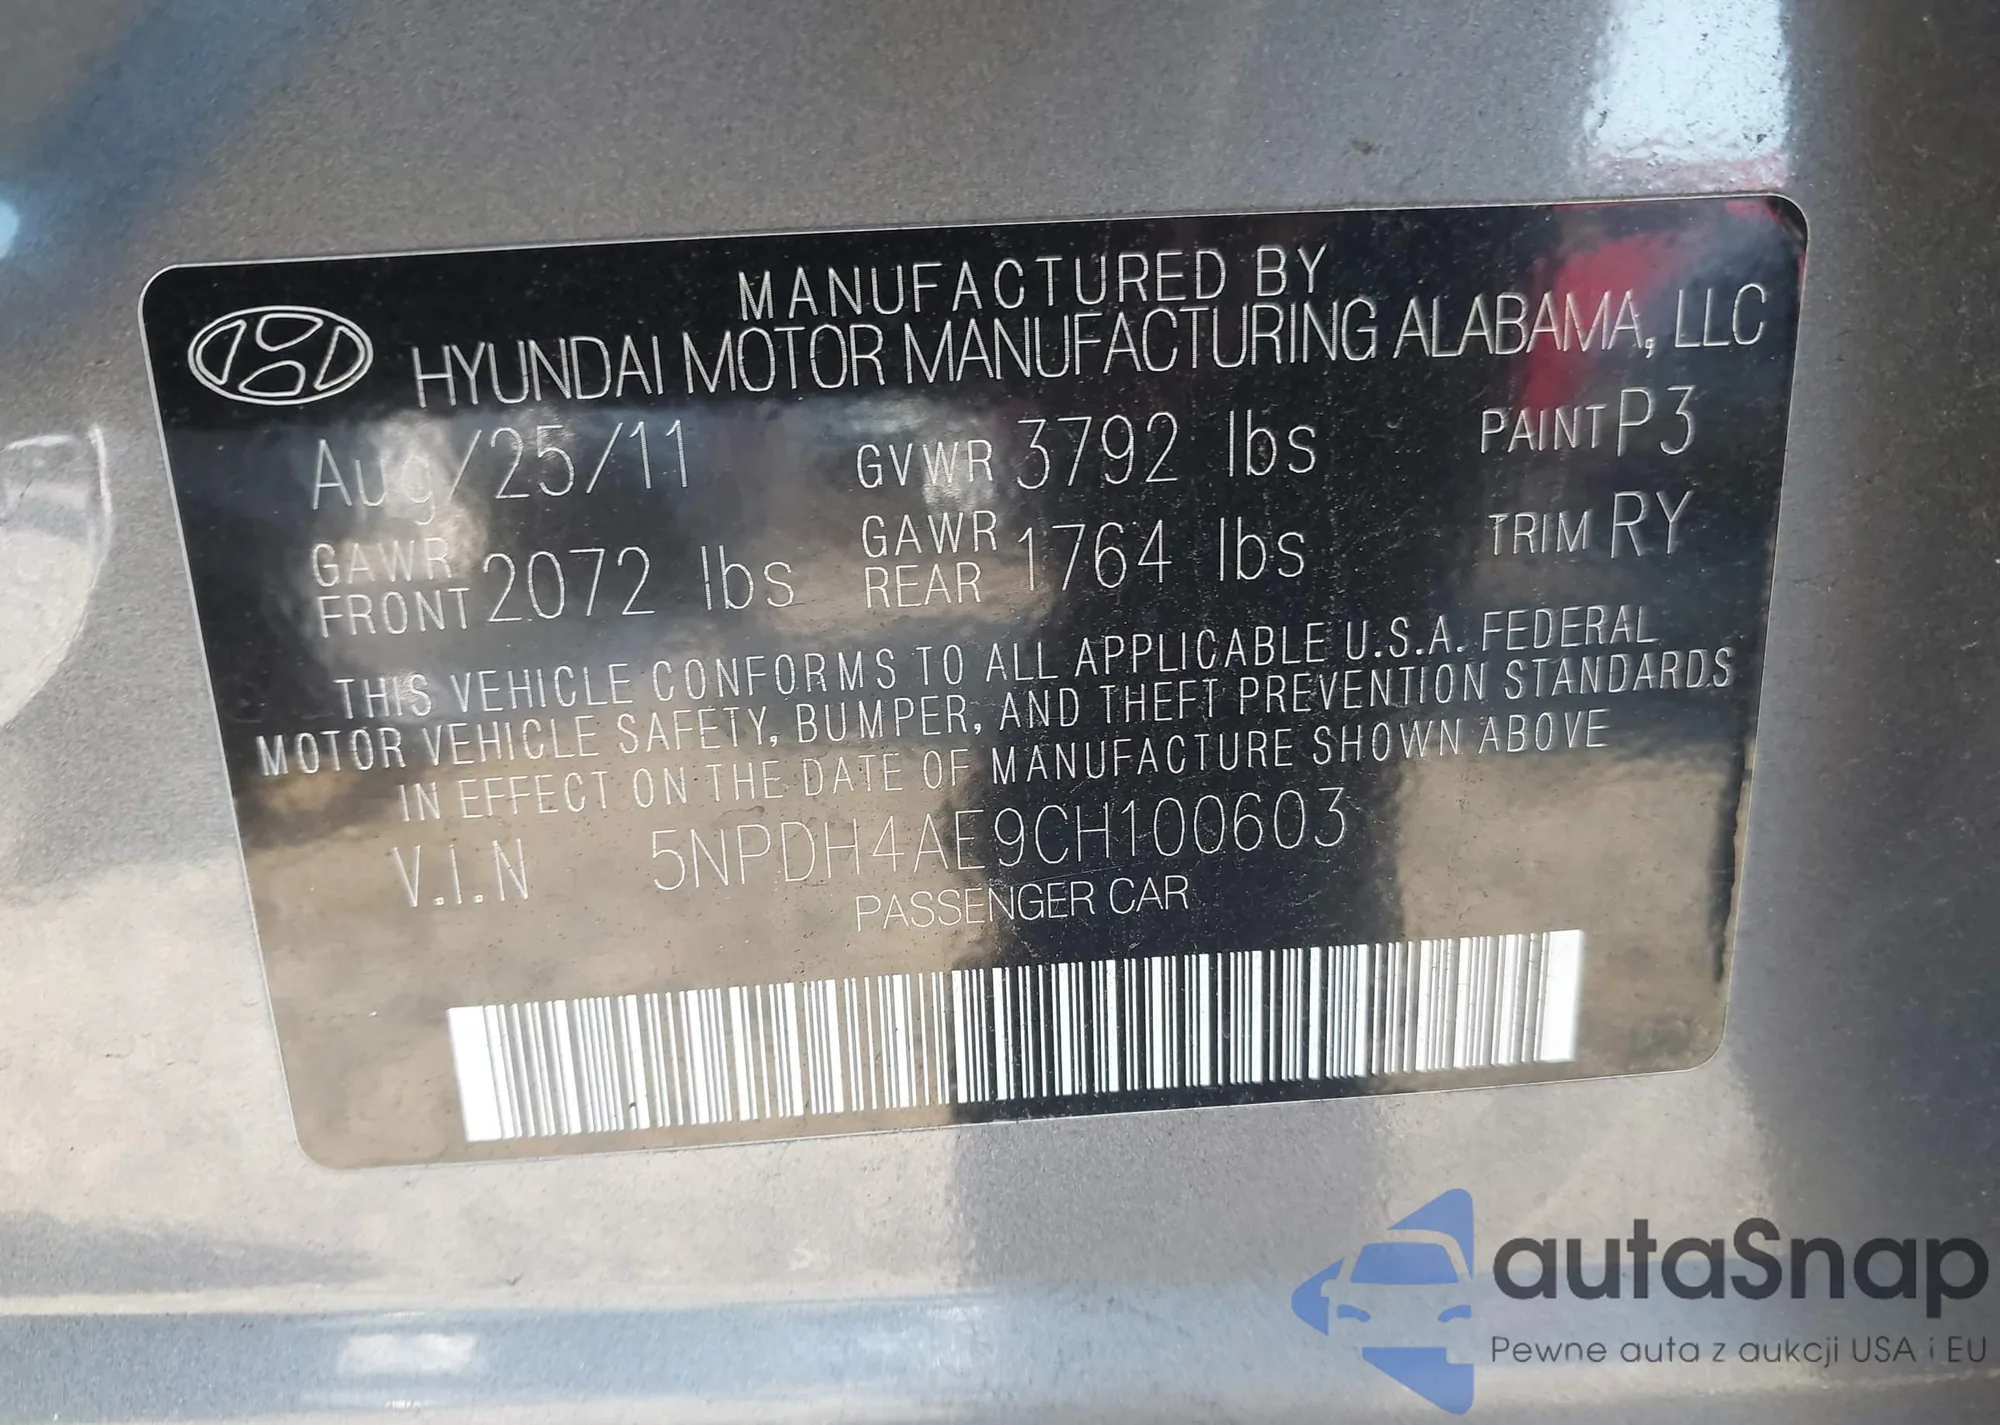 MANUFACTURED BY
HYUNDAI MOTOR MANUFACTURING ALABAMA, LLC
Aug/25/11 GVWR 3792 lbs PAINT P3
GAWR FRONT 2072 lbs GAWR REAR 1764 lbs TRIM RY
THIS VEHICLE CONFORMS TO ALL APPLICABLE U.S.A. FEDERAL
MOTOR VEHICLE SAFETY, BUMPER, AND THEFT PREVENTION STANDARDS
IN EFFECT ON THE DATE OF MANUFACTURE SHOWN ABOVE
V.I.N 5NPDH4AE9CH100603
PASSENGER CAR
autaSnap
Pewne auta z aukcji USA i EU